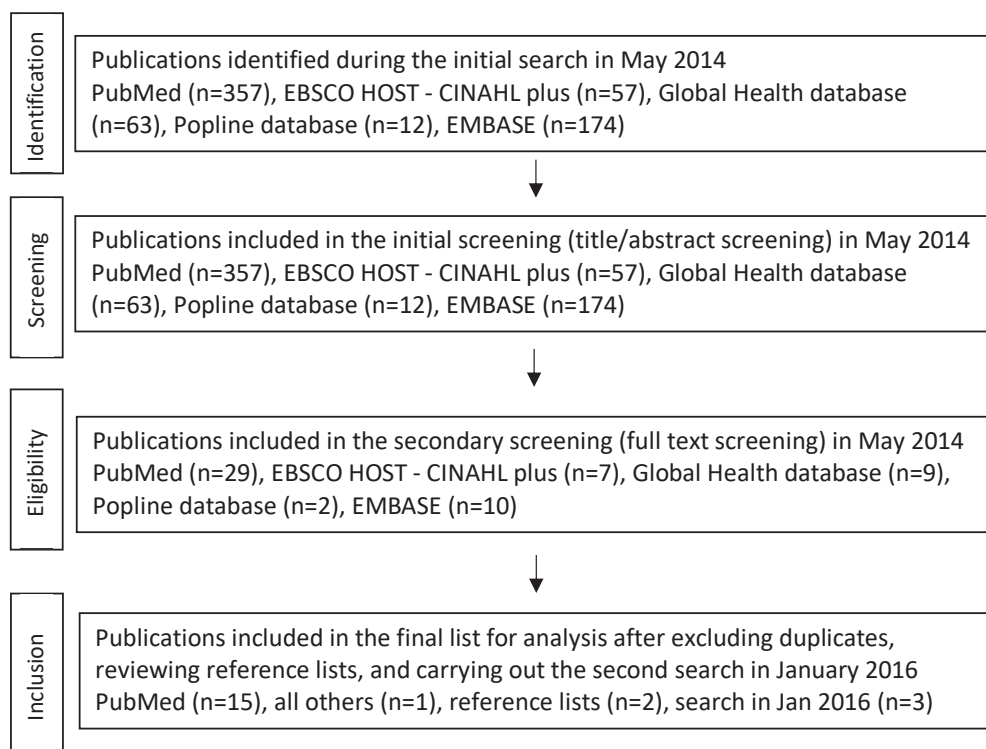 Identification
Publications identified during the initial search in May 2014
PubMed (n=357), EBSCO HOST - CINAHL plus (n=57), Global Health database
(n=63), Popline database (n=12), EMBASE (n=174)
Screening
Publications included in the initial screening (title/abstract screening) in May 2014
PubMed (n=357), EBSCO HOST - CINAHL plus (n=57), Global Health database
(n=63), Popline database (n=12), EMBASE (n=174)
Eligibility
Publications included in the secondary screening (full text screening) in May 2014
PubMed (n=29), EBSCO HOST - CINAHL plus (n=7), Global Health database (n=9),
Popline database (n=2), EMBASE (n=10)
Inclusion
Publications included in the final list for analysis after excluding duplicates,
reviewing reference lists, and carrying out the second search in January 2016
PubMed (n=15), all others (n=1), reference lists (n=2), search in Jan 2016 (n=3)